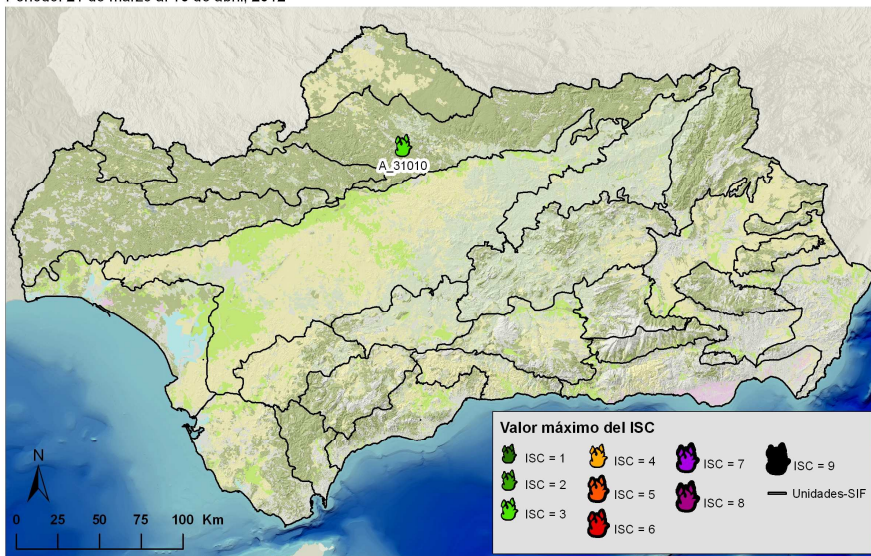 A_31010
Valor máximo del ISC
ISC = 1
ISC = 2
ISC = 3
ISC = 4
ISC = 5
ISC = 6
ISC = 7
ISC = 8
ISC = 9
Unidades-SIF
N
0 25 50 75 100 Km